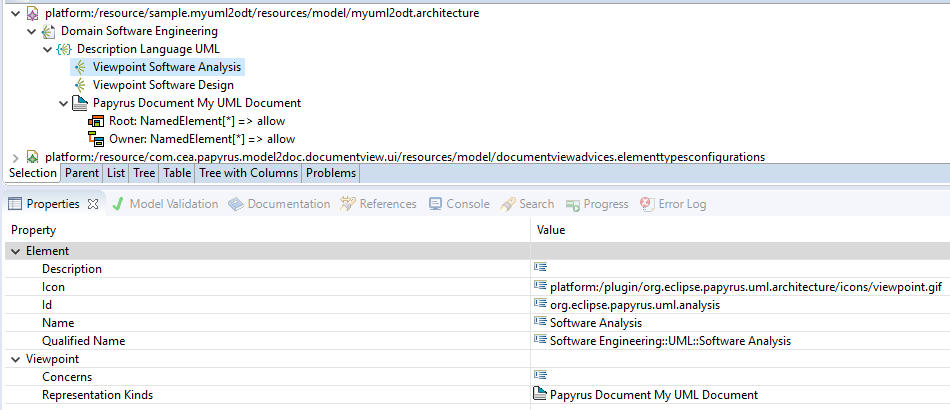 platform:/resource/sample.myuml2odt/resources/model/myuml2odt.architecture
Domain Software Engineering
Description Language UML
Viewpoint Software Analysis
Viewpoint Software Design
Papyrus Document My UML Document
Root: NamedElement[*] => allow
Owner: NamedElement[*] => allow
platform:/resource/com.cea.papyrus.model2doc.documentview.ui/resources/model/documentviewadvices.elementtypesconfigurations
Selection Parent List Tree Table Tree with Columns Problems
Properties Model Validation Documentation References Console Search Progress Error Log
Property Value
Element
Description
Icon platform:/plugin/org.eclipse.papyrus.uml.architecture/icons/viewpoint.gif
Id org.eclipse.papyrus.uml.analysis
Name Software Analysis
Qualified Name Software Engineering::UML::Software Analysis
Viewpoint
Concerns
Representation Kinds Papyrus Document My UML Document